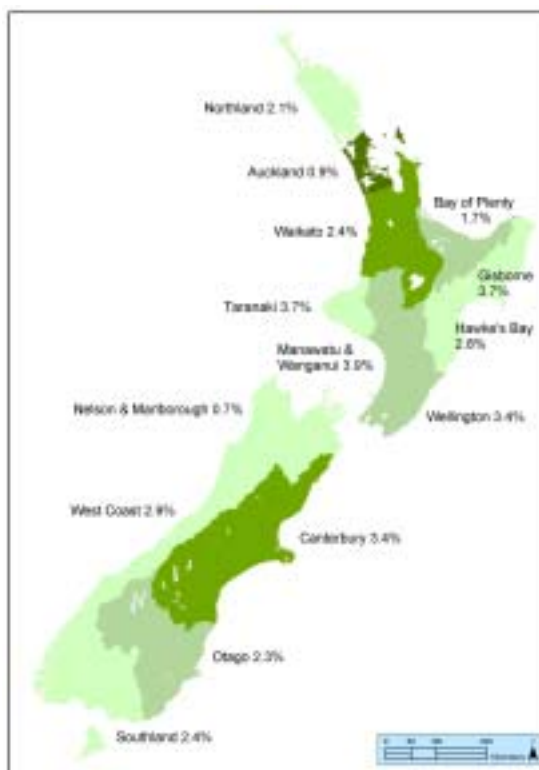 Northland 2.1%
Auckland 0.9%
Bay of Plenty
1.7%
Waikato 2.4%
Gisborne
3.7%
Taranaki 3.7%
Hawke's Bay
2.6%
Manawatu &
Wanganui 3.9%
Nelson & Marlborough 0.7%
Wellington 3.4%
West Coast 2.9%
Canterbury 3.4%
Otago 2.3%
Southland 2.4%